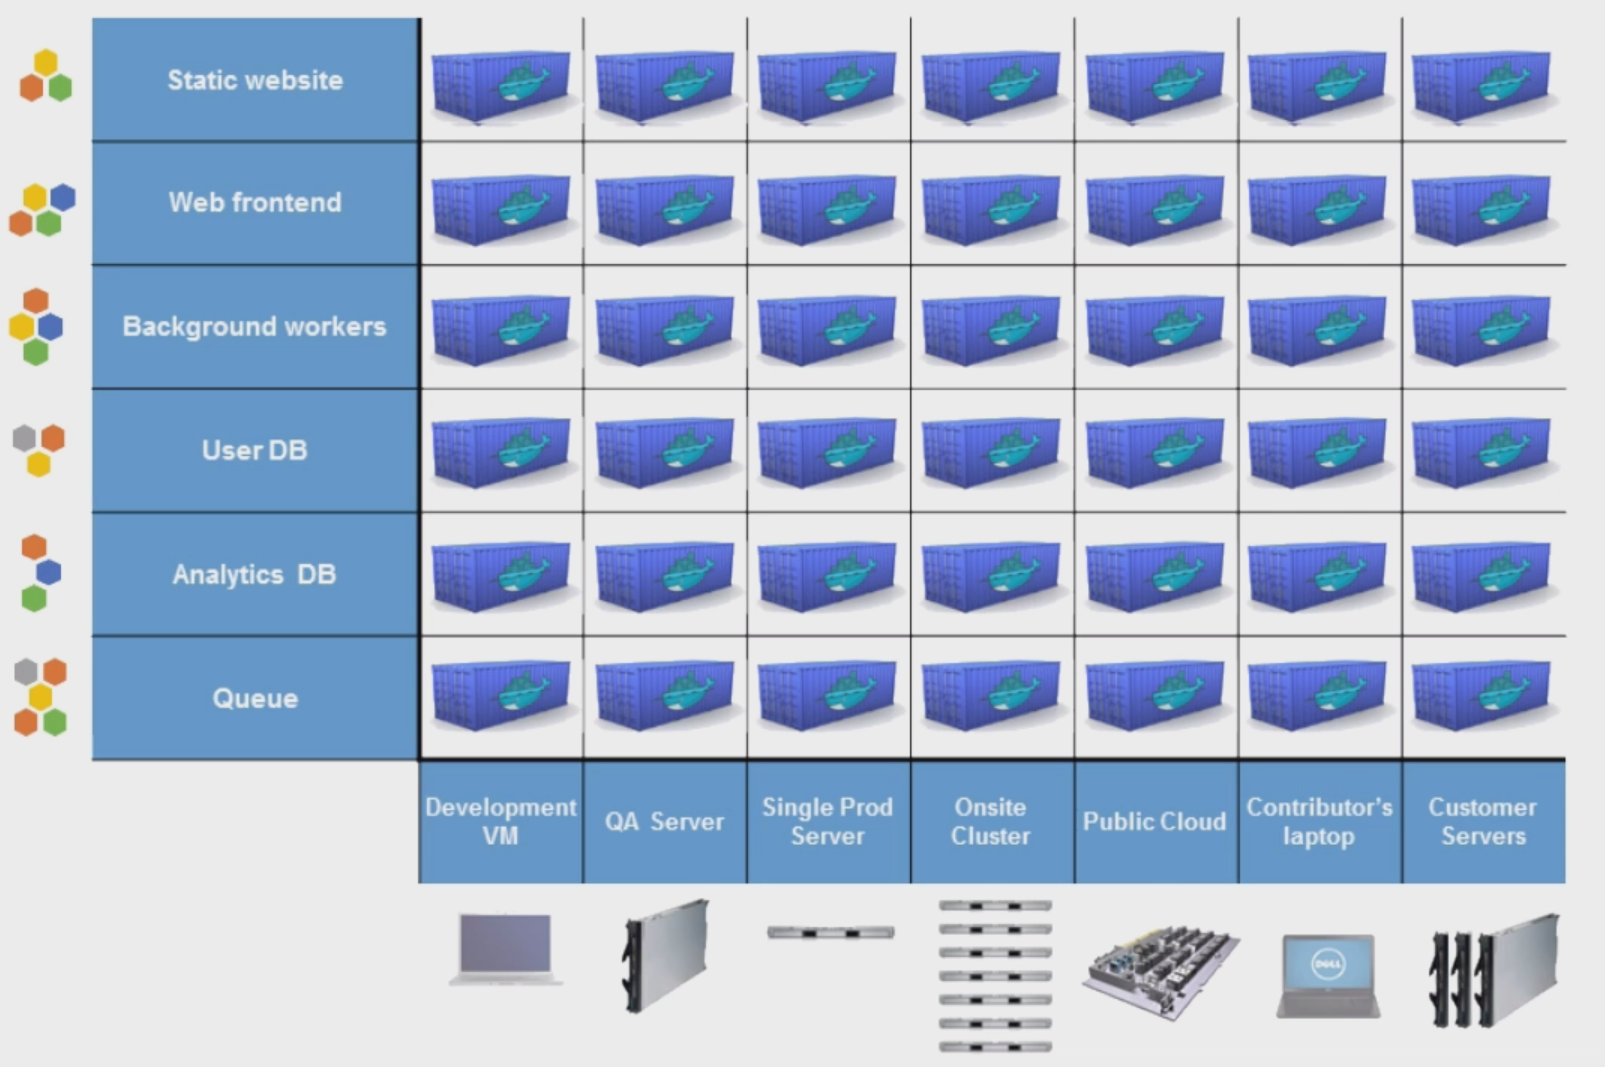 Static website
Web frontend
Background workers
User DB
Analytics DB
Queue
Development
VM
QA Server
Single Prod
Server
Onsite
Cluster
Public Cloud
Contributor's
laptop
Customer
Servers
DELL